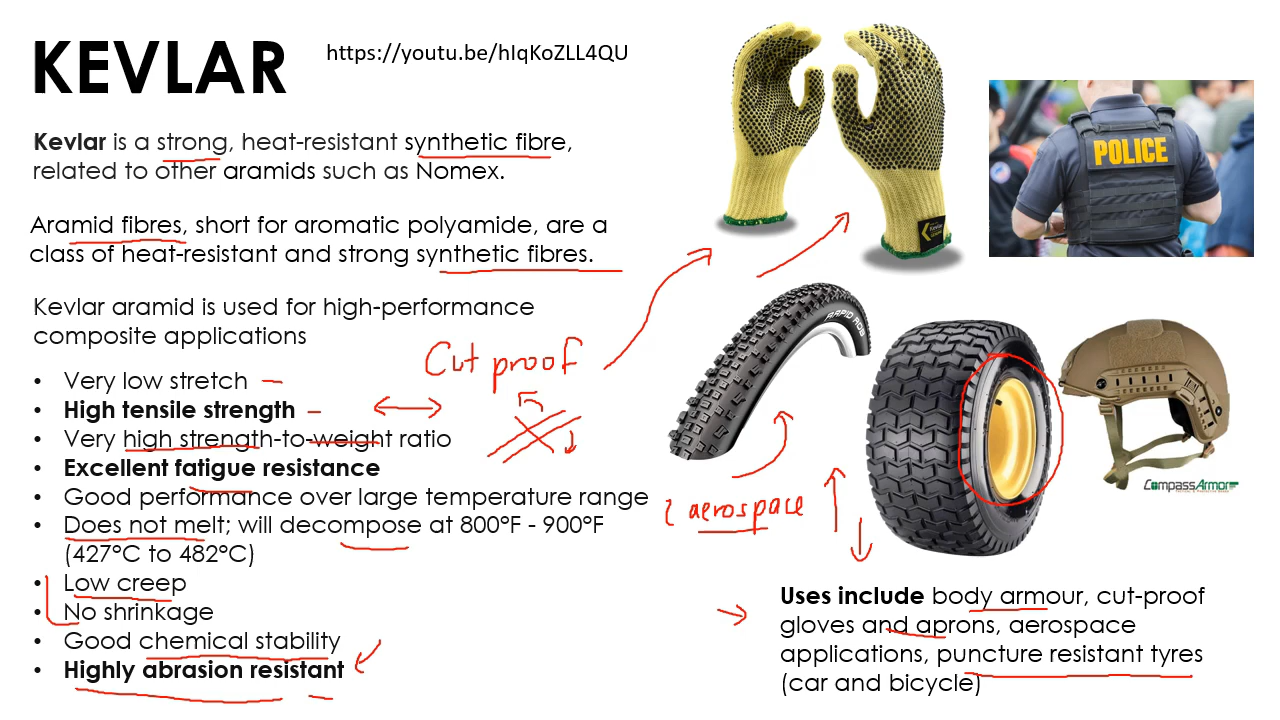 KEVLAR
https://youtu.be/hIqKoZLL4QU
Kevlar is a strong, heat-resistant synthetic fibre,
related to other aramids such as Nomex.
Aramid fibres, short for aromatic polyamide, are a
class of heat-resistant and strong synthetic fibres.
Kevlar aramid is used for high-performance
composite applications
• Very low stretch
• High tensile strength
• Very high strength-to-weight ratio
• Excellent fatigue resistance
• Good performance over large temperature range
• Does not melt; will decompose at 800°F - 900°F
(427°C to 482°C)
• Low creep
• No shrinkage
• Good chemical stability
• Highly abrasion resistant
Cut proof
aerospace
POLICE
RAPID ROB
CompassArmor
Uses include body armour, cut-proof
gloves and aprons, aerospace
applications, puncture resistant tyres
(car and bicycle)